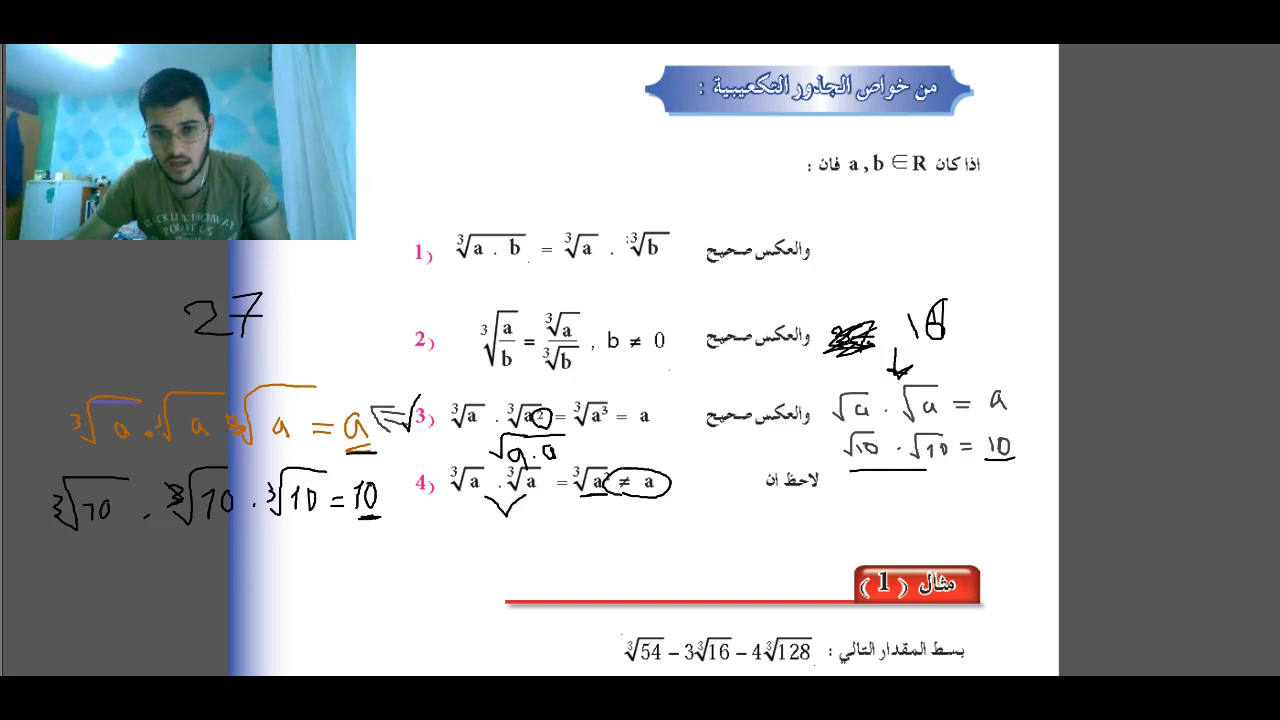 من خواص الجذور التكعيبية :
اذا كان a , b ∈ R فان :
1) ∛(a . b) = ∛a . ∛b والعكس صحيح
27
2) ∛(a/b) = ∛a/∛b , b ≠ 0 والعكس صحيح
16
3) ∛a . ∛a² = ∛a³ = a والعكس صحيح
√a . √a = a
√10 . √10 = 10
∛a . ∛a . ∛a = a
√a.a
4) ∛a . ∛a = ∛a² ≠ a لاحظ ان
∛10 . ∛10 . ∛10 = 10
مثال ( 1 )
بسط المقدار التالي : ∛54 − 3∛16 − 4∛128